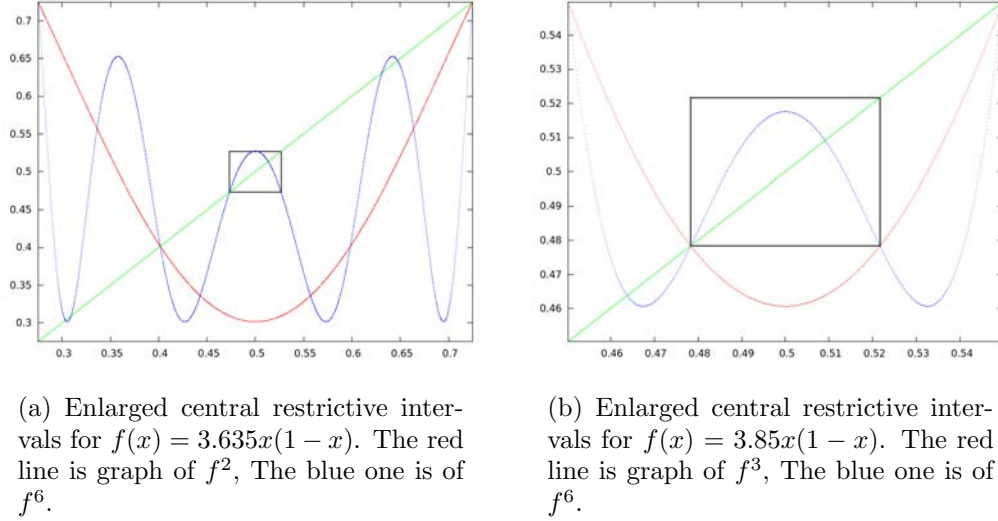 0.7
0.65
0.6
0.55
0.5
0.45
0.4
0.35
0.3
0.3 0.35 0.4 0.45 0.5 0.55 0.6 0.65 0.7
0.54
0.53
0.52
0.51
0.5
0.49
0.48
0.47
0.46
0.46 0.47 0.48 0.49 0.5 0.51 0.52 0.53 0.54
(a) Enlarged central restrictive inter-
vals for f(x) = 3.635x(1 − x). The red
line is graph of f², The blue one is of
f⁶.
(b) Enlarged central restrictive inter-
vals for f(x) = 3.85x(1 − x). The red
line is graph of f³, The blue one is of
f⁶.